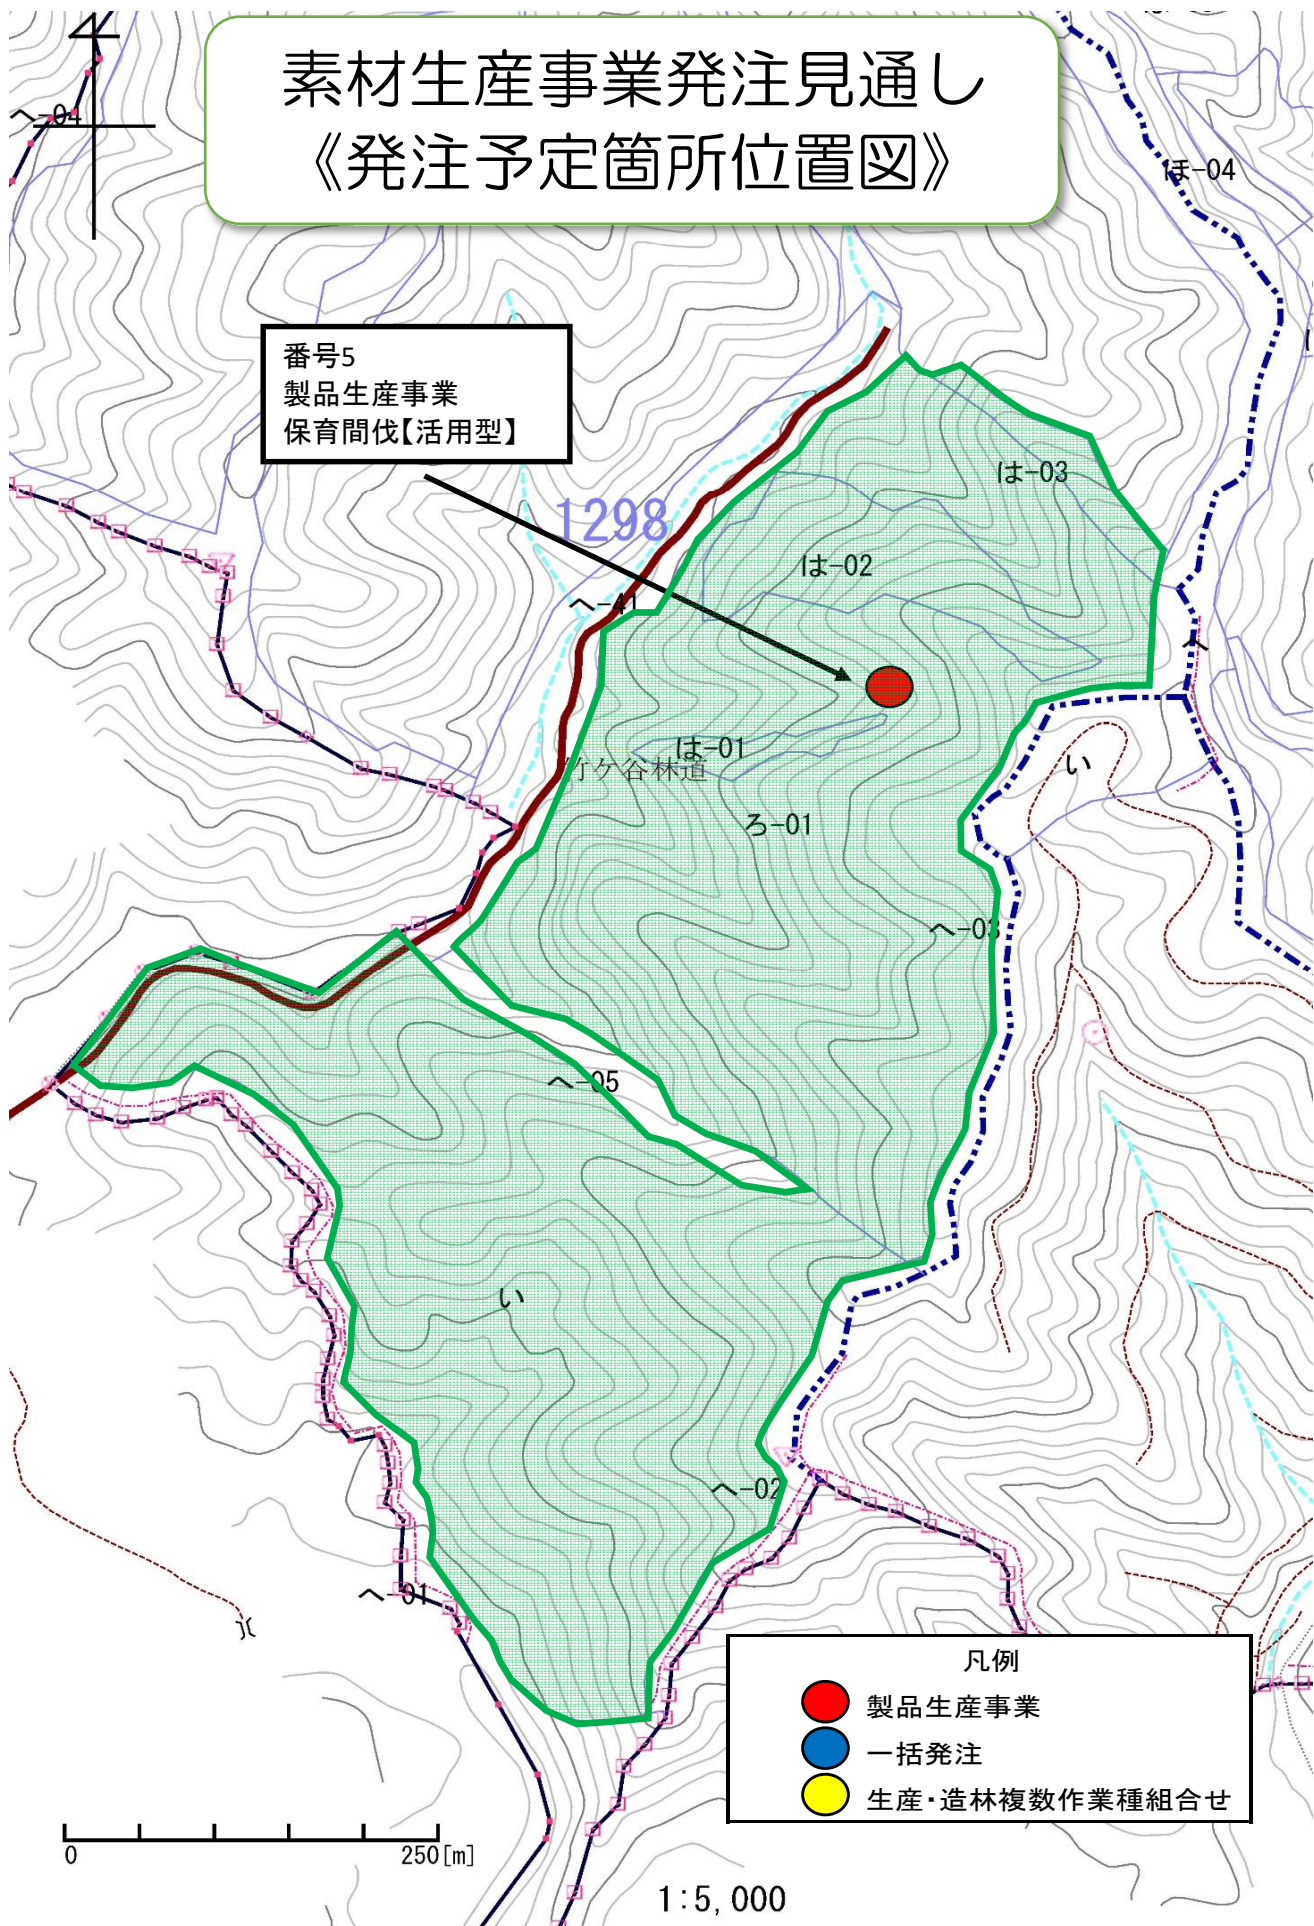 へ-04
素材生産事業発注見通し
《発注予定箇所位置図》
ほ-04
番号5
製品生産事業
保育間伐【活用型】
1298
は-03
は-02
へ-41
へ
は-01
竹ケ谷林道
い
ろ-01
へ-03
へ-05
い
へ-02
へ-01
凡例
製品生産事業
一括発注
生産・造林複数作業種組合せ
0
250[m]
1:5,000